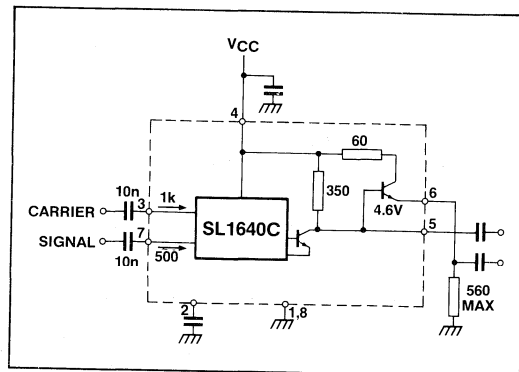 VCC
4
60
10n
3
1k
350
6
4.6V
CARRIER
SL1640C
5
SIGNAL
7
10n
500
2
1,8
560
MAX